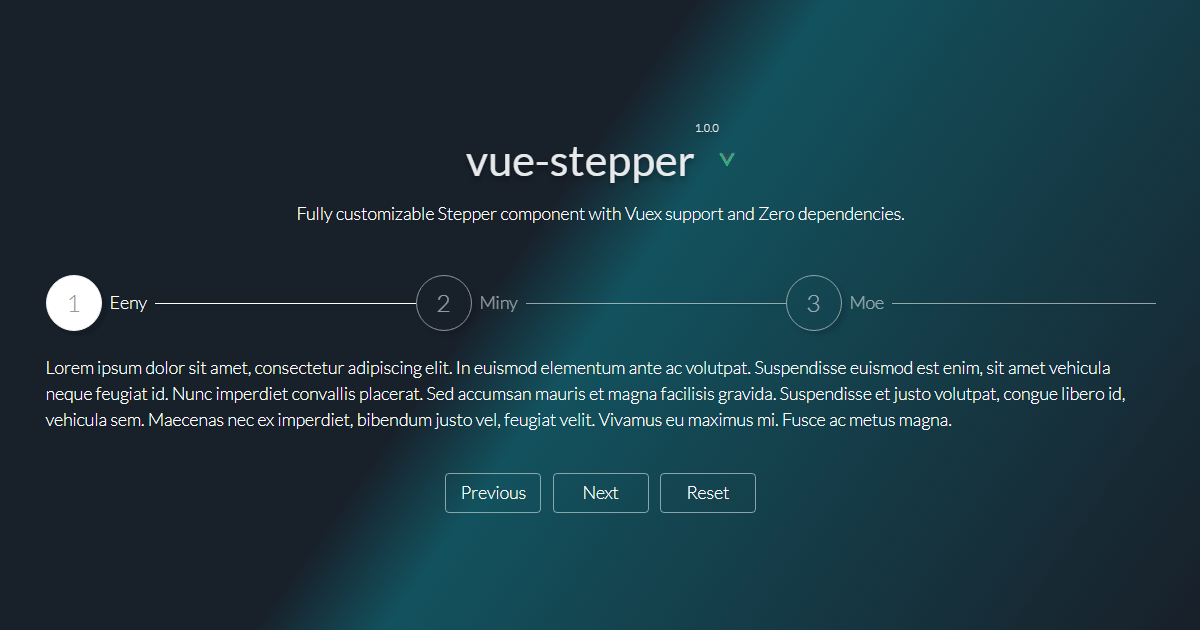 1.0.0
vue-stepper
Fully customizable Stepper component with Vuex support and Zero dependencies.
1 Eeny 2 Miny 3 Moe
Lorem ipsum dolor sit amet, consectetur adipiscing elit. In euismod elementum ante ac volutpat. Suspendisse euismod est enim, sit amet vehicula
neque feugiat id. Nunc imperdiet convallis placerat. Sed accumsan mauris et magna facilisis gravida. Suspendisse et justo volutpat, congue libero id,
vehicula sem. Maecenas nec ex imperdiet, bibendum justo vel, feugiat velit. Vivamus eu maximus mi. Fusce ac metus magna.
Previous Next Reset